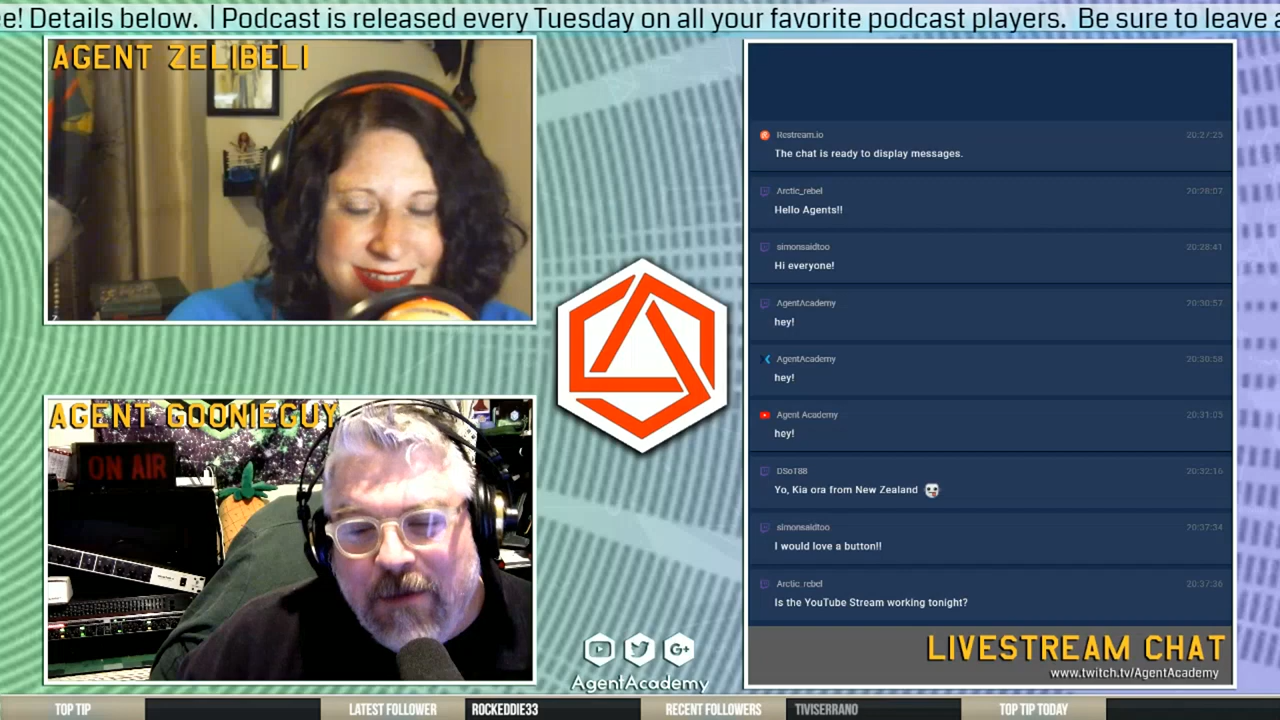 e! Details below. | Podcast is released every Tuesday on all your favorite podcast players. Be sure to leave a
AGENT ZELIBELI
AGENT GOONIEGUY
ON AIR
Restream.io 20:27:25
The chat is ready to display messages.
Arctic_rebel 20:28:07
Hello Agents!!
simonsaidtoo 20:28:41
Hi everyone!
AgentAcademy 20:30:57
hey!
AgentAcademy 20:30:58
hey!
Agent Academy 20:31:05
hey!
DSoT88 20:32:16
Yo, Kia ora from New Zealand
simonsaidtoo 20:37:34
I would love a button!!
Arctic_rebel 20:37:36
Is the YouTube Stream working tonight?
LIVESTREAM CHAT
www.twitch.tv/AgentAcademy
G+
AgentAcademy
TOP TIP LATEST FOLLOWER ROCKEDDIE33 RECENT FOLLOWERS TIVISERRANO TOP TIP TODAY